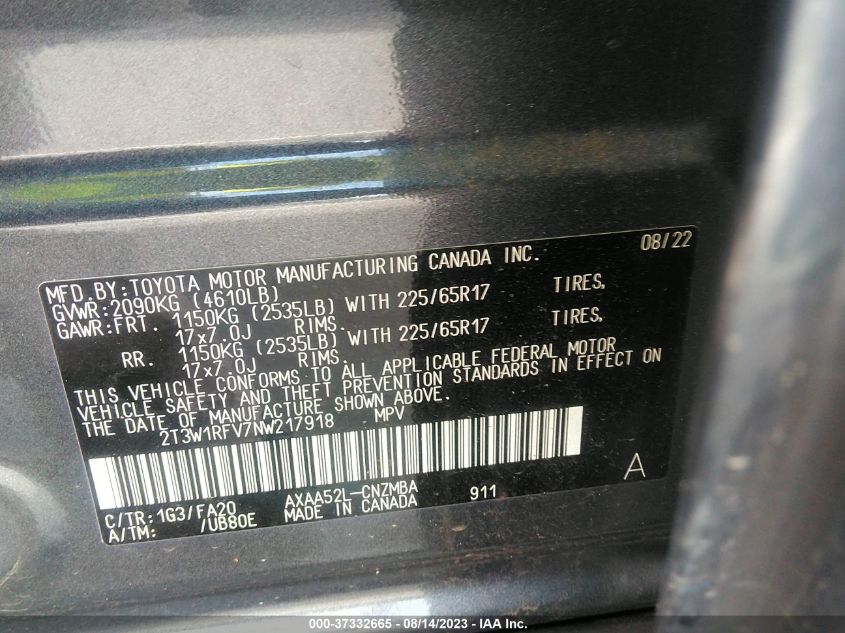 MFD.BY:TOYOTA MOTOR MANUFACTURING CANADA INC. 08/22
GVWR:2090KG (4610LB)
GAWR:FRT. 1150KG (2535LB) WITH 225/65R17 TIRES,
17x7.0J RIMS.
RR. 1150KG (2535LB) WITH 225/65R17 TIRES,
17x7.0J RIMS.
THIS VEHICLE CONFORMS TO ALL APPLICABLE FEDERAL MOTOR
VEHICLE SAFETY AND THEFT PREVENTION STANDARDS IN EFFECT ON
THE DATE OF MANUFACTURE SHOWN ABOVE.
2T3W1RFV7NW217918 MPV
A
C/TR:1G3/FA20 AXAA52L-CNZMBA 911
A/TM: /UB80E MADE IN CANADA
000-37332665 - 08/14/2023 - IAA Inc.